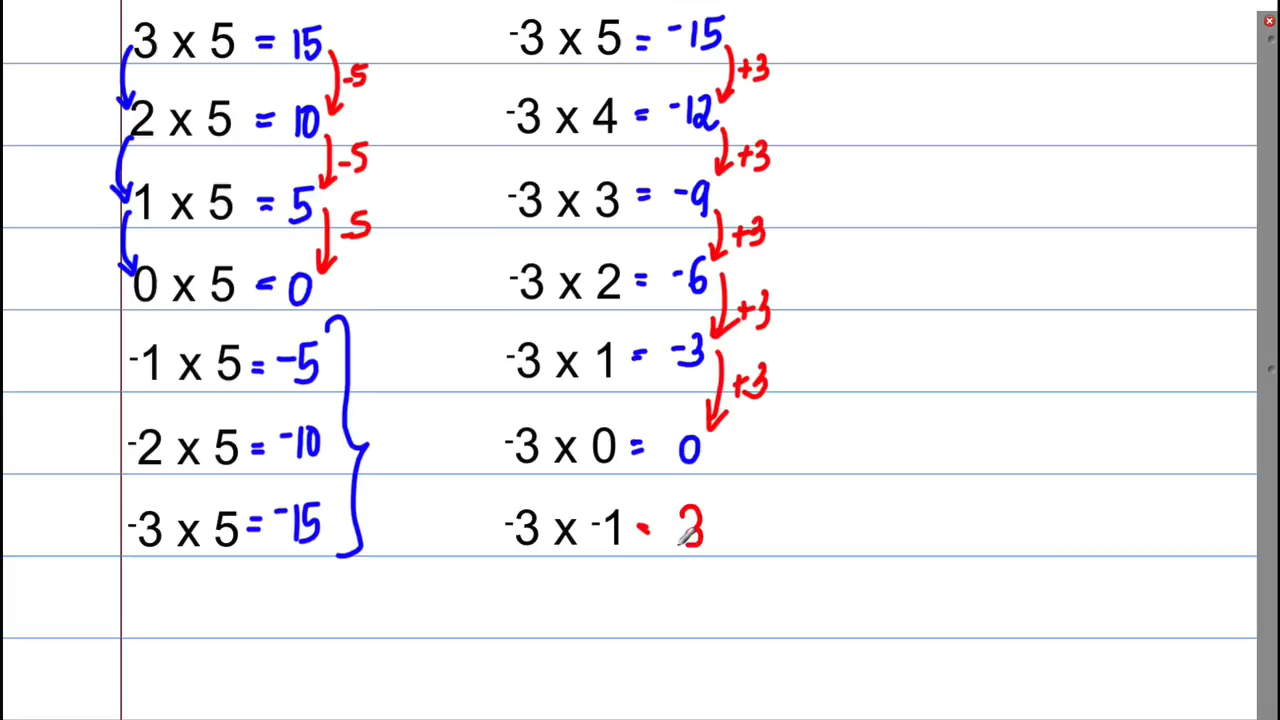 3 x 5 = 15
-5
2 x 5 = 10
-5
1 x 5 = 5
-5
0 x 5 = 0
-1 x 5 = -5
-2 x 5 = -10
-3 x 5 = -15
-3 x 5 = -15
+3
-3 x 4 = -12
+3
-3 x 3 = -9
+3
-3 x 2 = -6
+3
-3 x 1 = -3
+3
-3 x 0 = 0
-3 x -1 = 3